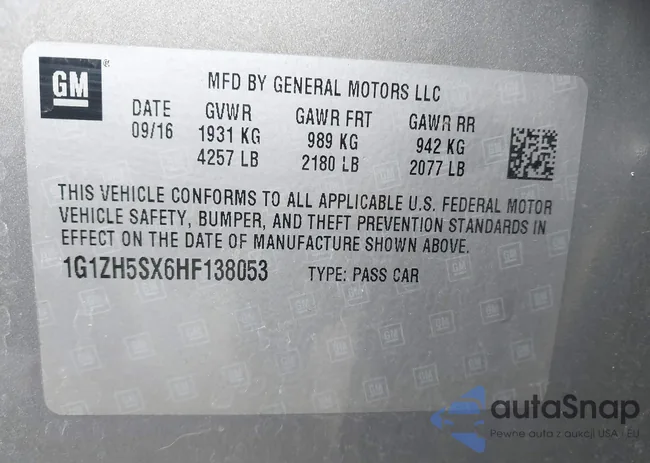 GM
MFD BY GENERAL MOTORS LLC
DATE GVWR GAWR FRT GAWR RR
09/16 1931 KG 989 KG 942 KG
4257 LB 2180 LB 2077 LB
THIS VEHICLE CONFORMS TO ALL APPLICABLE U.S. FEDERAL MOTOR
VEHICLE SAFETY, BUMPER, AND THEFT PREVENTION STANDARDS IN
EFFECT ON THE DATE OF MANUFACTURE SHOWN ABOVE.
1G1ZH5SX6HF138053 TYPE: PASS CAR
autaSnap
Pewne auta z aukcji USA i EU